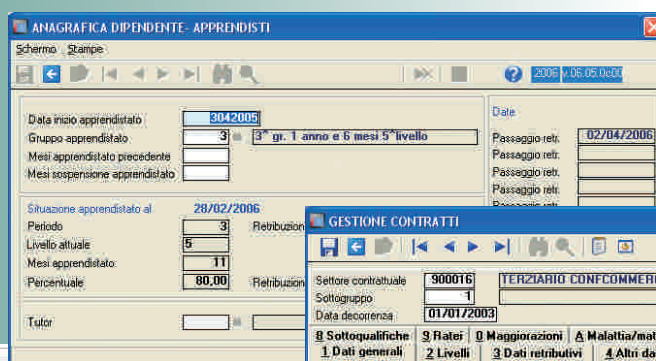 ANAGRAFICA DIPENDENTE- APPRENDISTI
Schermo Stampe
2006 v.06.05.0c00
Data inizio apprendistato 3042005
Gruppo apprendistato 3 3^ gr. 1 anno e 6 mesi 5^livello
Mesi apprendistato precedente
Mesi sospensione apprendistato
Date
Passaggio retr. 02/04/2006
Passaggio retr.
Passaggio retr.
Passaggio retr.
Passaggio retr.
Situazione apprendistato al 28/02/2006
Periodo 3 Retribuzion
Livello attuale 5
Mesi apprendistato 11
Percentuale 80,00 Retribuzion
Tutor
GESTIONE CONTRATTI
Settore contrattuale 900016 TERZIARIO CONFCOMMER
Sottogruppo 1
Data decorrenza 01/01/2003
8 Sottoqualifiche 9 Ratei 0 Maggiorazioni A Malattia/mat
1 Dati generali 2 Livelli 3 Dati retributivi 4 Altri da